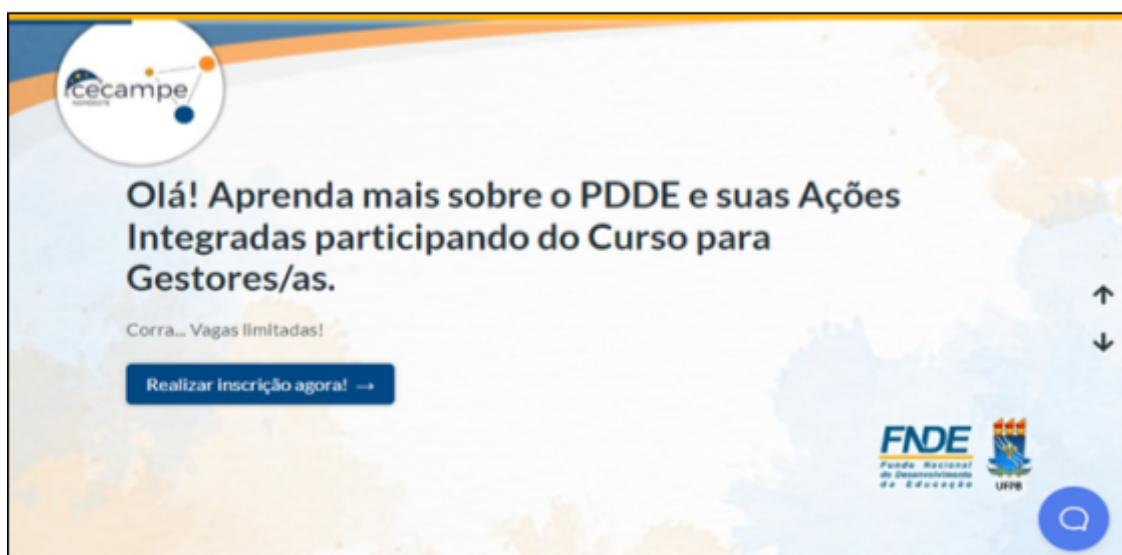 cecampe
NORDESTE
Olá! Aprenda mais sobre o PDDE e suas Ações
Integradas participando do Curso para
Gestores/as.
Corra... Vagas limitadas!
Realizar inscrição agora! →
FNDE
Fundo Nacional
de Desenvolvimento
da Educação
UFPB